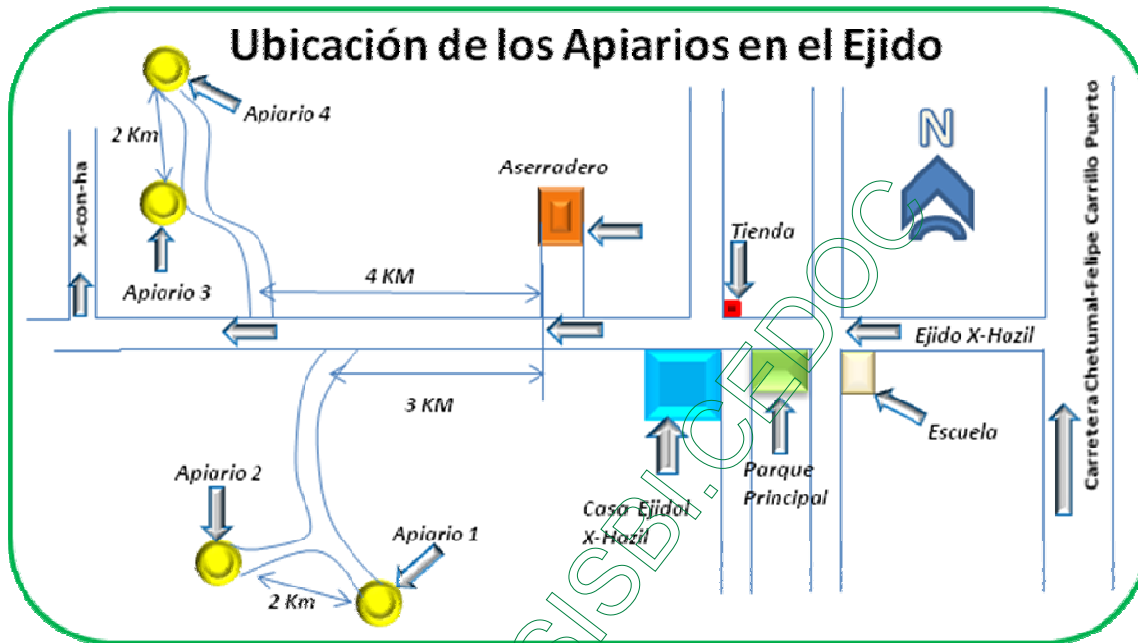 Ubicación de los Apiarios en el Ejido
Apiario 4
2 Km
X-con-ha
Apiario 3
Aserradero
4 KM
Tienda
N
Carretera Chetumal-Felipe Carrillo Puerto
Ejido X-Hazil
3 KM
Escuela
Parque
Principal
Casa Ejidal
X-Hazil
Apiario 2
Apiario 1
2 Km
SISBI.CEDOC